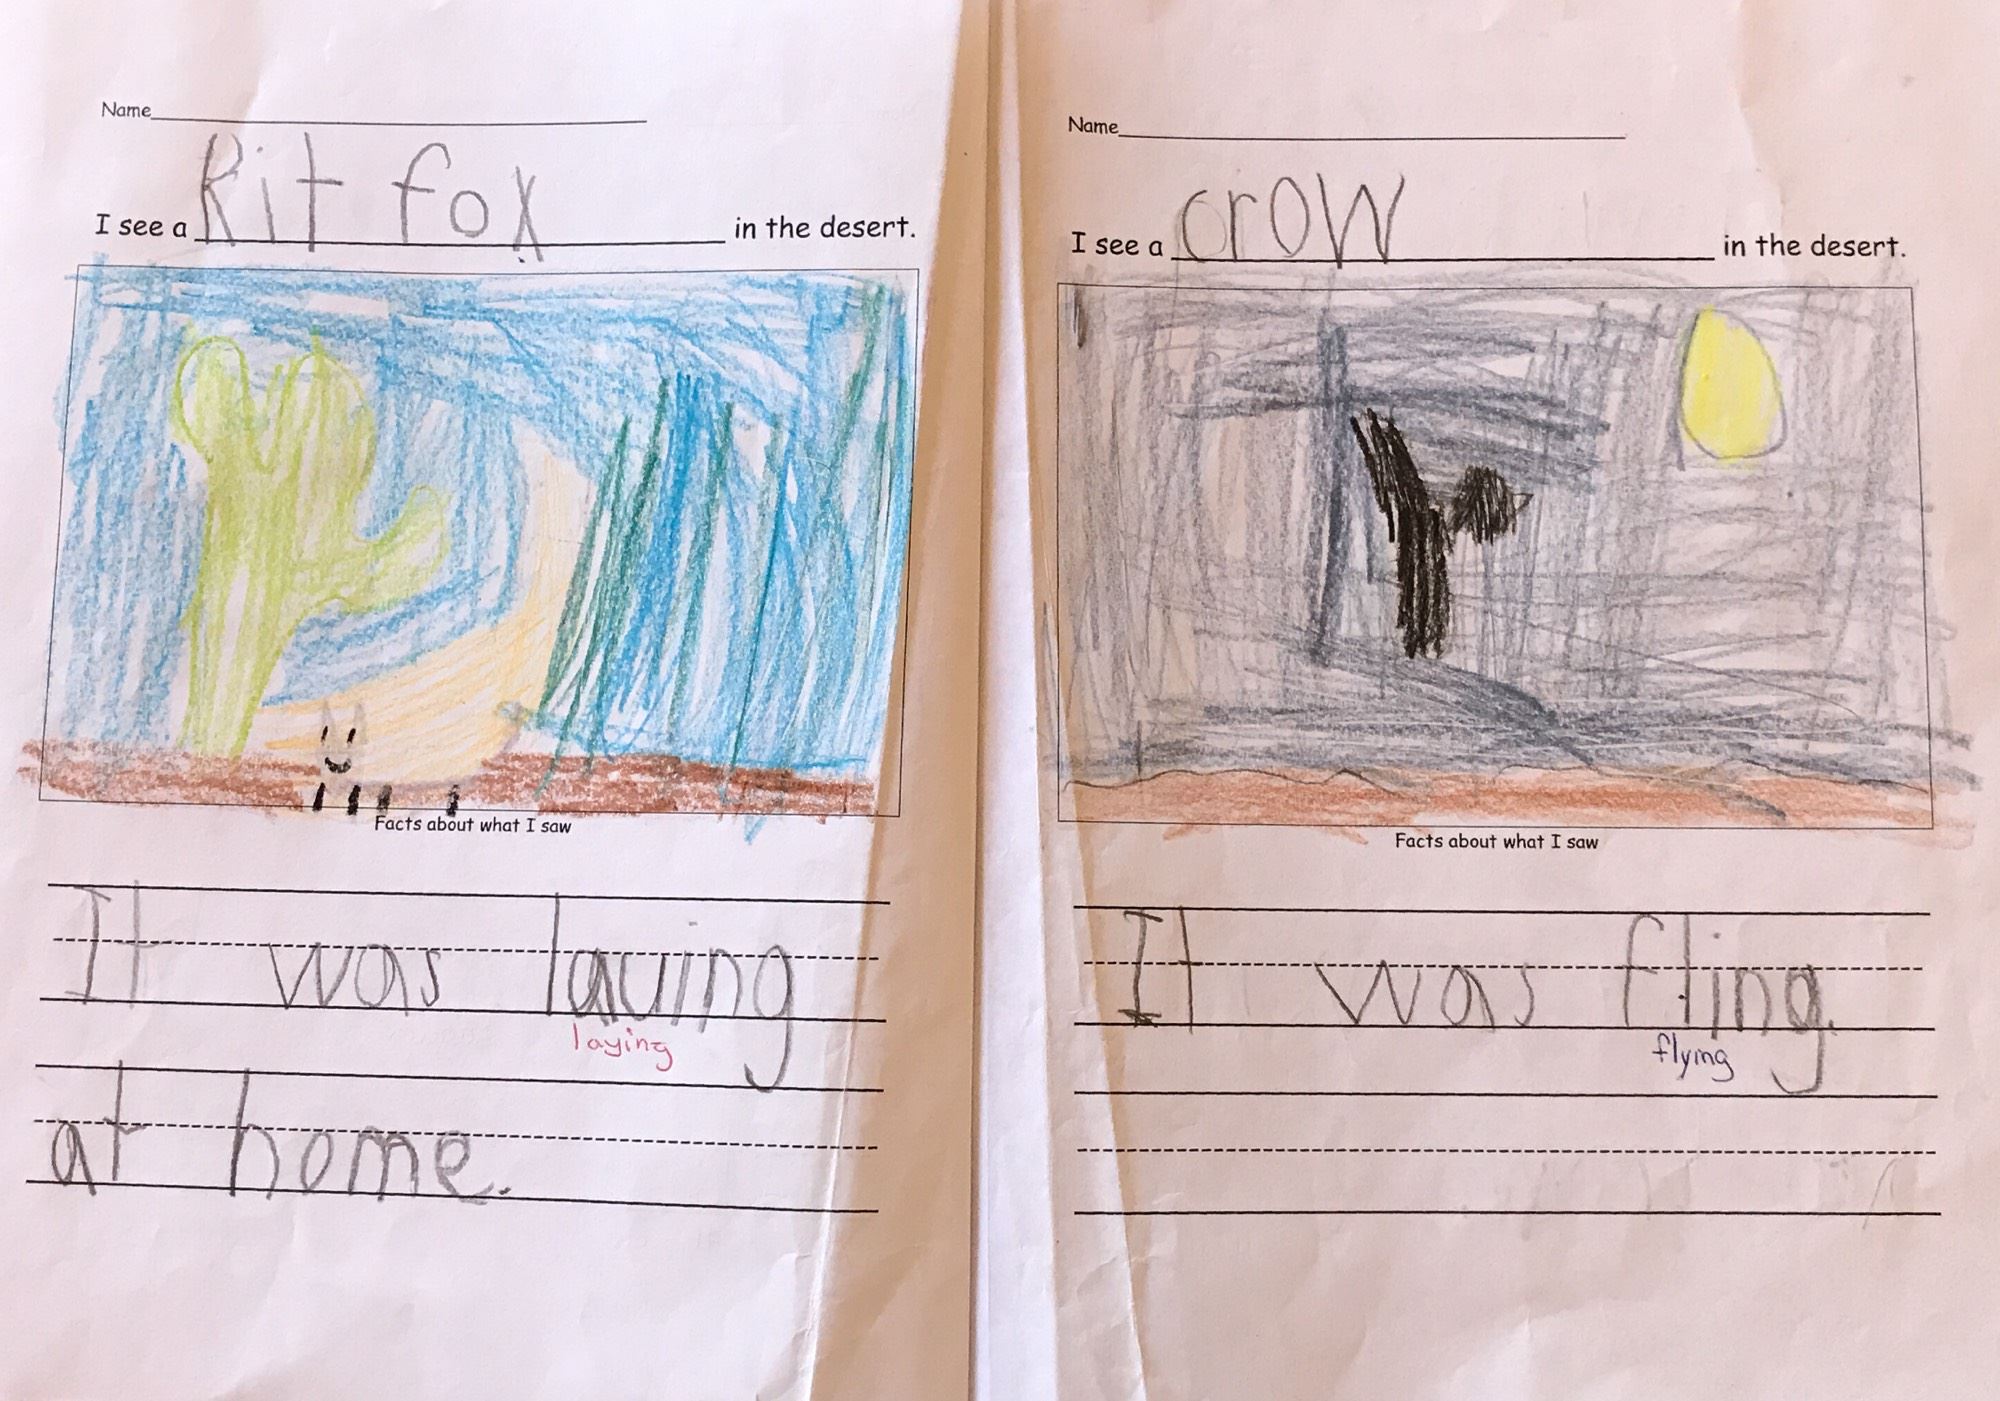 Name
I see a Kit fox in the desert.
Facts about what I saw
It was lauing
laying
at home.
Name
I see a crow in the desert.
Facts about what I saw
It was fling.
flying